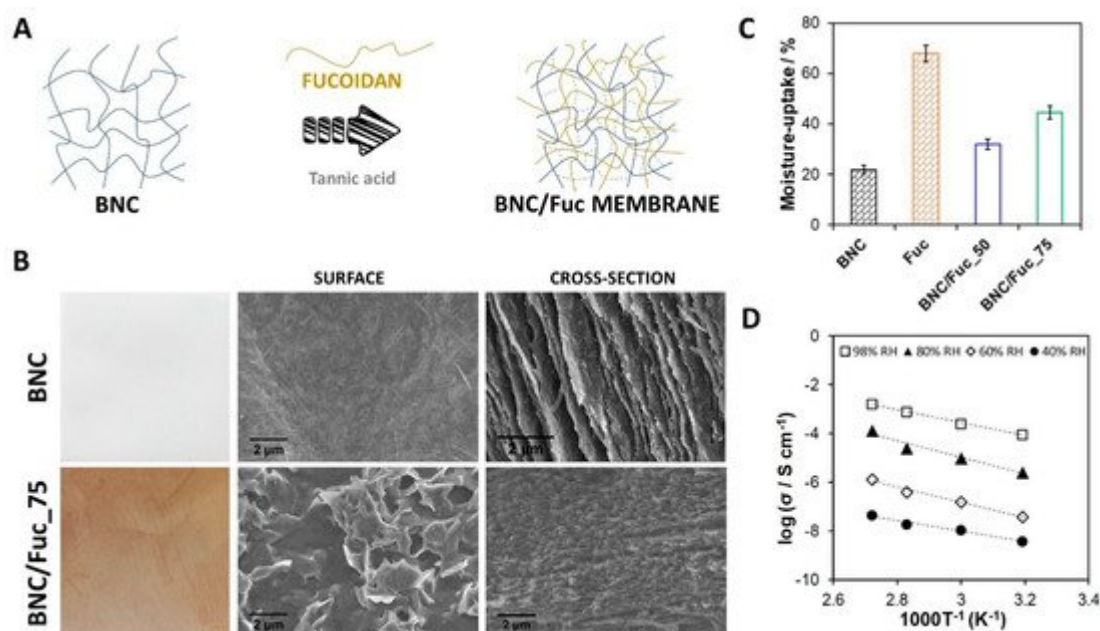 A
FUCOIDAN
Tannic acid
BNC
BNC/Fuc MEMBRANE
B
SURFACE
CROSS-SECTION
BNC
2 µm
2 µm
BNC/Fuc_75
2 µm
2 µm
C
Moisture-uptake / %
80
60
40
20
0
BNC
Fuc
BNC/Fuc_50
BNC/Fuc_75
D
log (σ / S cm⁻¹)
0
-2
-4
-6
-8
-10
98% RH 80% RH 60% RH 40% RH
2.6 2.8 3 3.2 3.4
1000T⁻¹ (K⁻¹)